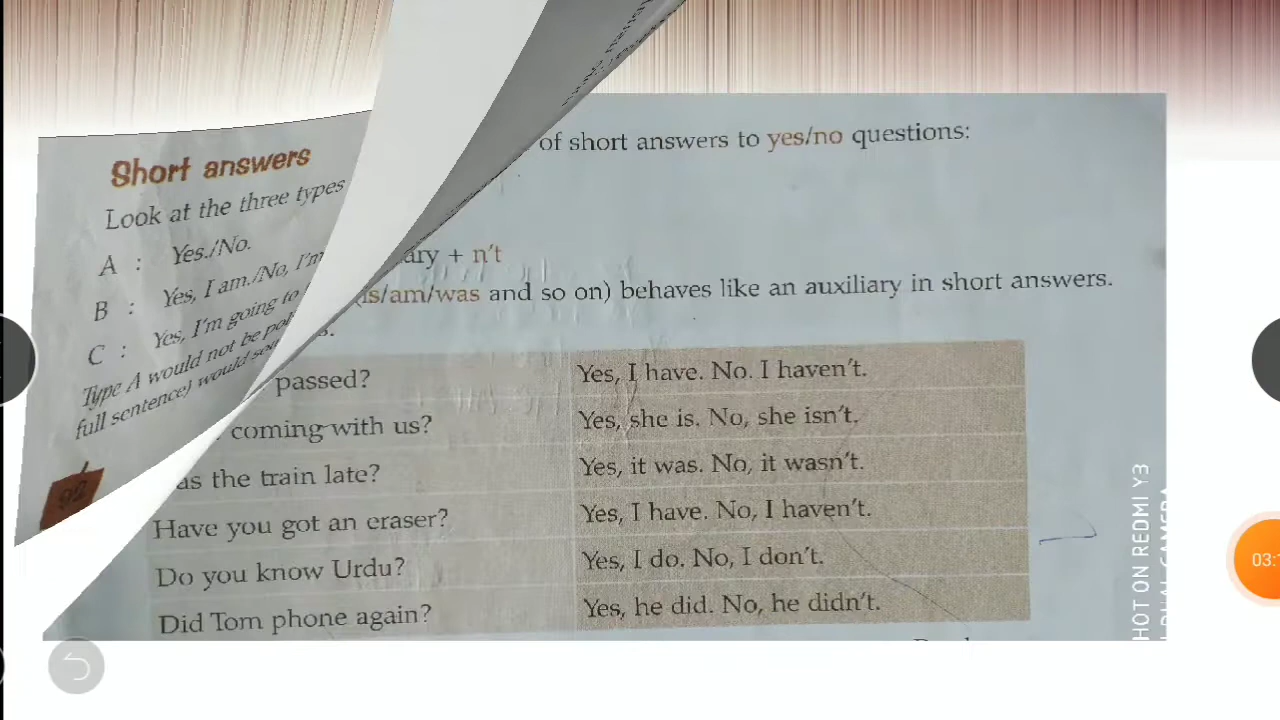 Short answers
Look at the three types
A : Yes./No.
B : Yes, I am./No, I'm
C : Yes, I'm going to
Type A would not be
full sentence) would
92
of short answers to yes/no questions:
ary + n't
(is/am/was and so on) behaves like an auxiliary in short answers.
passed? Yes, I have. No. I haven't.
coming with us? Yes, she is. No, she isn't.
as the train late? Yes, it was. No, it wasn't.
Have you got an eraser? Yes, I have. No, I haven't.
Do you know Urdu? Yes, I do. No, I don't.
Did Tom phone again? Yes, he did. No, he didn't.
HOT ON REDMI Y3
DUAL CAMERA
03: